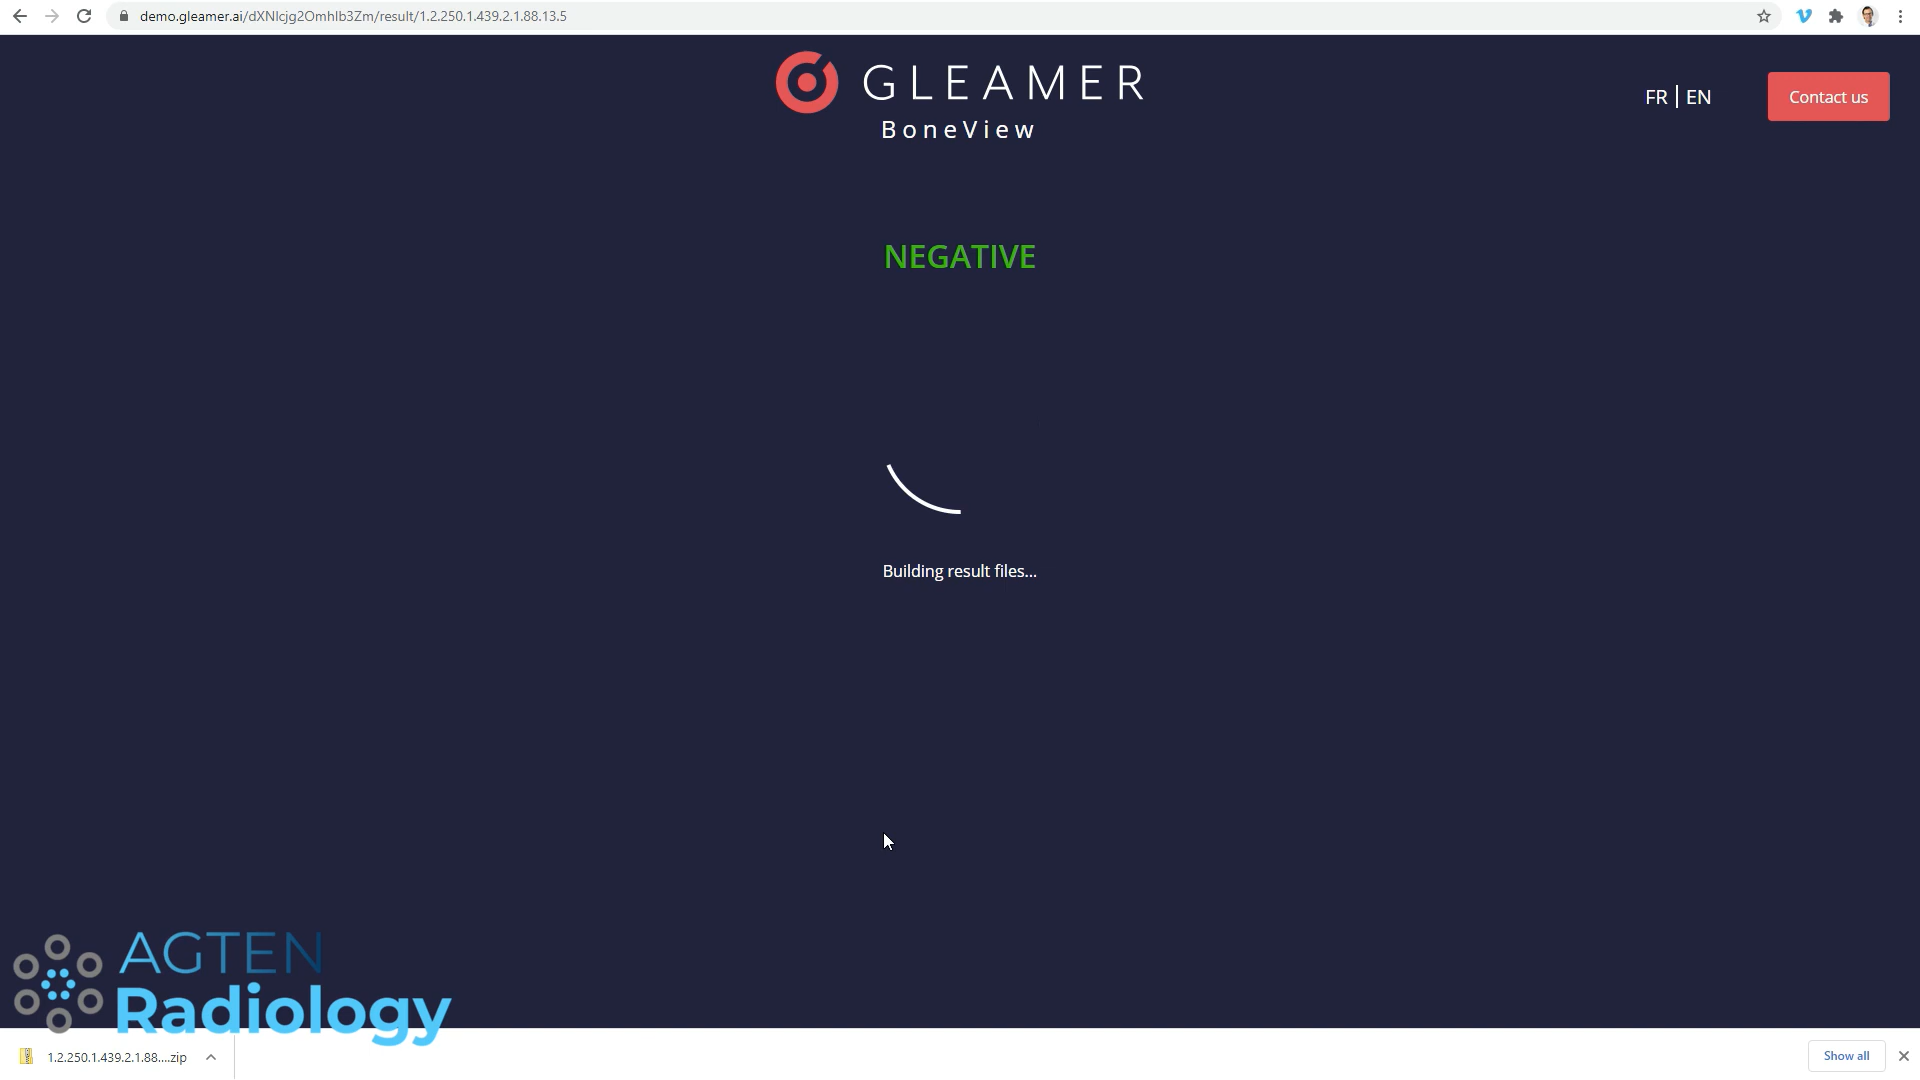 demo.gleamer.ai/dXNlcjg2Omhlb3Zm/result/1.2.250.1.439.2.1.88.13.5
GLEAMER
BoneView
FR | EN
Contact us
NEGATIVE
Building result files...
AGTEN
Radiology
1.2.250.1.439.2.1.88....zip
Show all